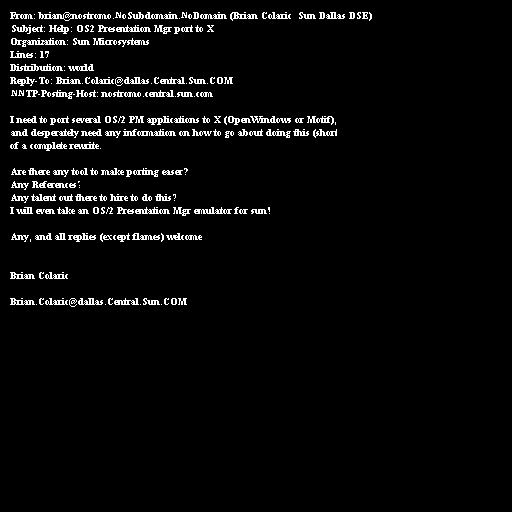 From: brian@nostromo.NoSubdomain.NoDomain (Brian Colaric Sun Dallas DSE)
Subject: Help: OS2 Presentation Mgr port to X
Organization: Sun Microsystems
Lines: 17
Distribution: world
Reply-To: Brian.Colaric@dallas.Central.Sun.COM
NNTP-Posting-Host: nostromo.central.sun.com

I need to port several OS/2 PM applications to X (OpenWindows or Motif),
and desperately need any information on how to go about doing this (short
of a complete rewrite.

Are there any tool to make porting easer?
Any References?
Any talent out there to hire to do this?
I will even take an OS/2 Presentation Mgr emulator for sun!

Any, and all replies (except flames) welcome

Brian Colaric

Brian.Colaric@dallas.Central.Sun.COM